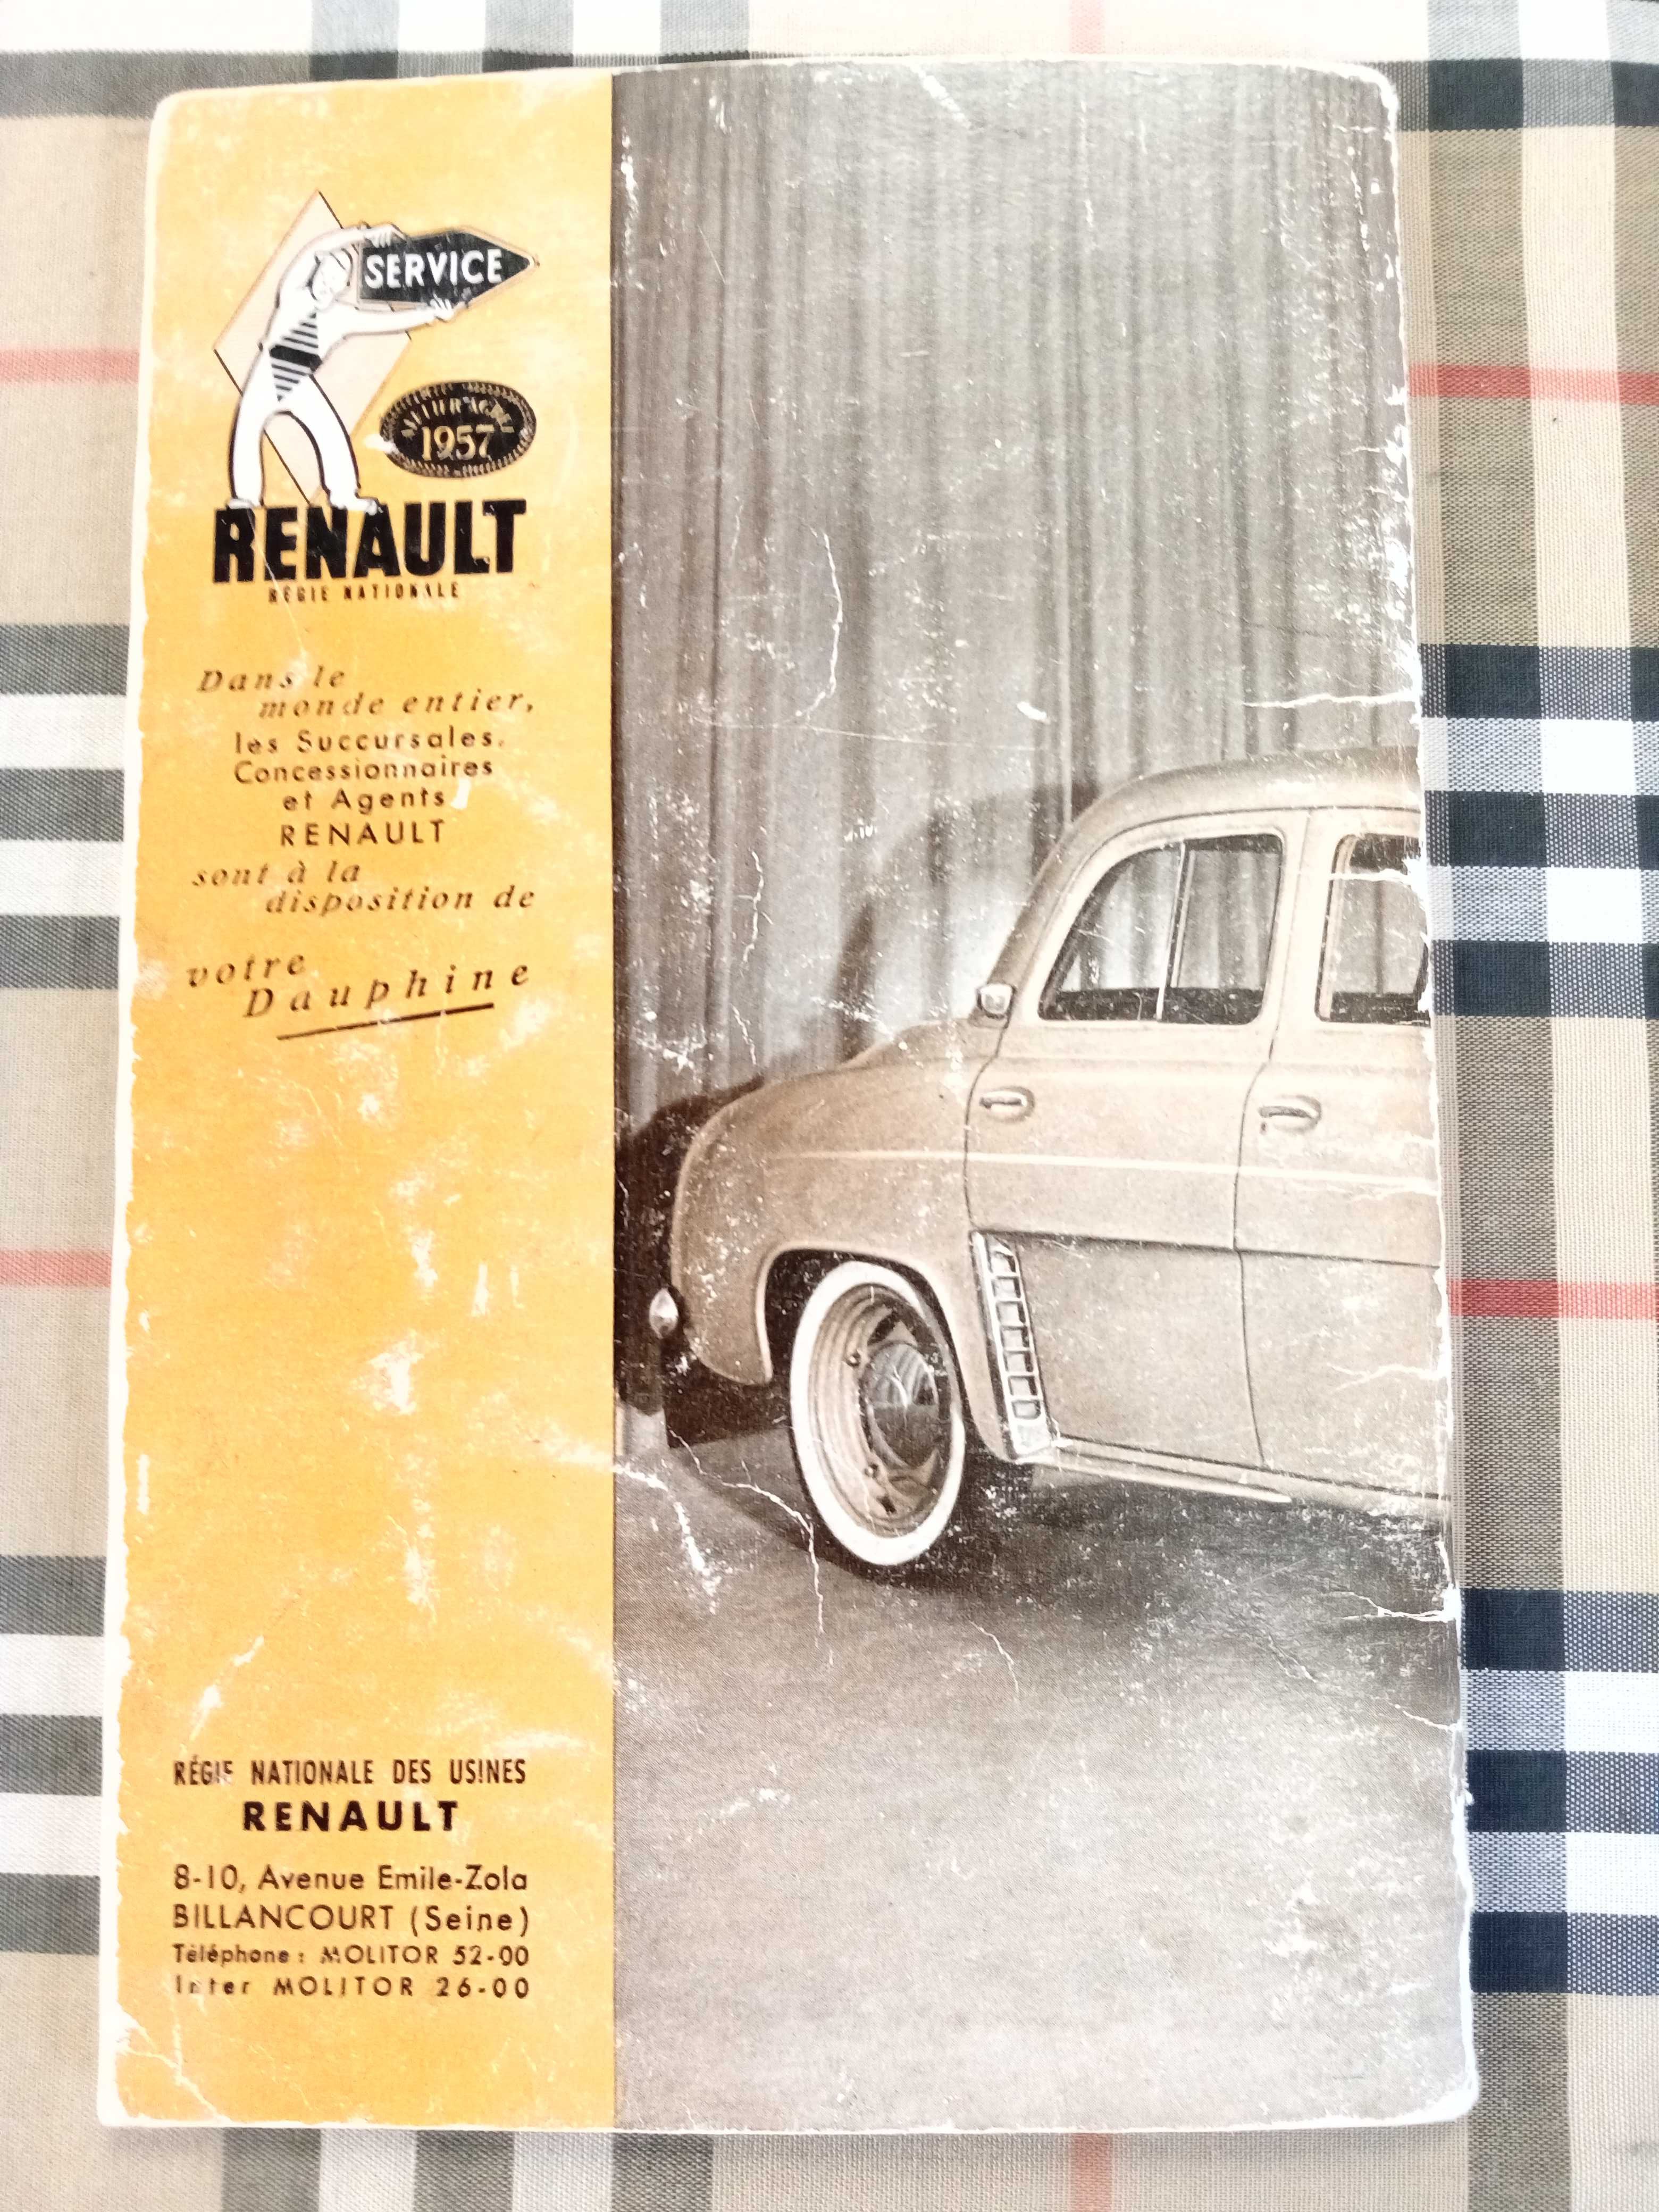 SERVICE
1957
RENAULT
RÉGIE NATIONALE
Dans le
monde entier,
les Succursales,
Concessionnaires
et Agents
RENAULT
sont à la
disposition de
votre
Dauphine
RÉGIE NATIONALE DES USINES
RENAULT
8-10, Avenue Emile-Zola
BILLANCOURT (Seine)
Téléphone : MOLITOR 52-00
Inter MOLITOR 26-00